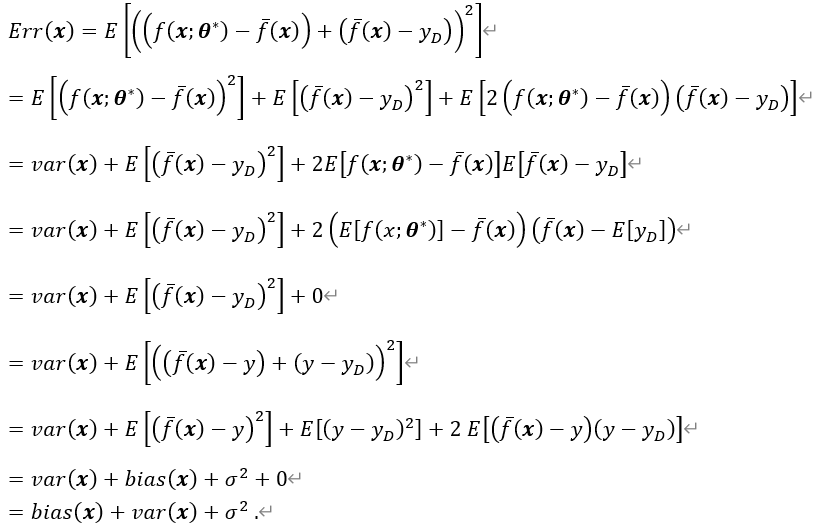 Err(𝒙) = E[((f(𝒙; 𝜽*) − f̄(𝒙)) + (f̄(𝒙) − y_D))²]↵
= E[(f(𝒙; 𝜽*) − f̄(𝒙))²] + E[(f̄(𝒙) − y_D)²] + E[2(f(𝒙; 𝜽*) − f̄(𝒙))(f̄(𝒙) − y_D)]↵
= var(𝒙) + E[(f̄(𝒙) − y_D)²] + 2E[f(𝒙; 𝜽*) − f̄(𝒙)]E[f̄(𝒙) − y_D]↵
= var(𝒙) + E[(f̄(𝒙) − y_D)²] + 2(E[f(x; 𝜽*)] − f̄(𝒙))(f̄(𝒙) − E[y_D])↵
= var(𝒙) + E[(f̄(𝒙) − y_D)²] + 0↵
= var(𝒙) + E[((f̄(𝒙) − y) + (y − y_D))²]↵
= var(𝒙) + E[(f̄(𝒙) − y)²] + E[(y − y_D)²] + 2 E[(f̄(𝒙) − y)(y − y_D)]↵
= var(𝒙) + bias(𝒙) + σ² + 0↵
= bias(𝒙) + var(𝒙) + σ² .↵